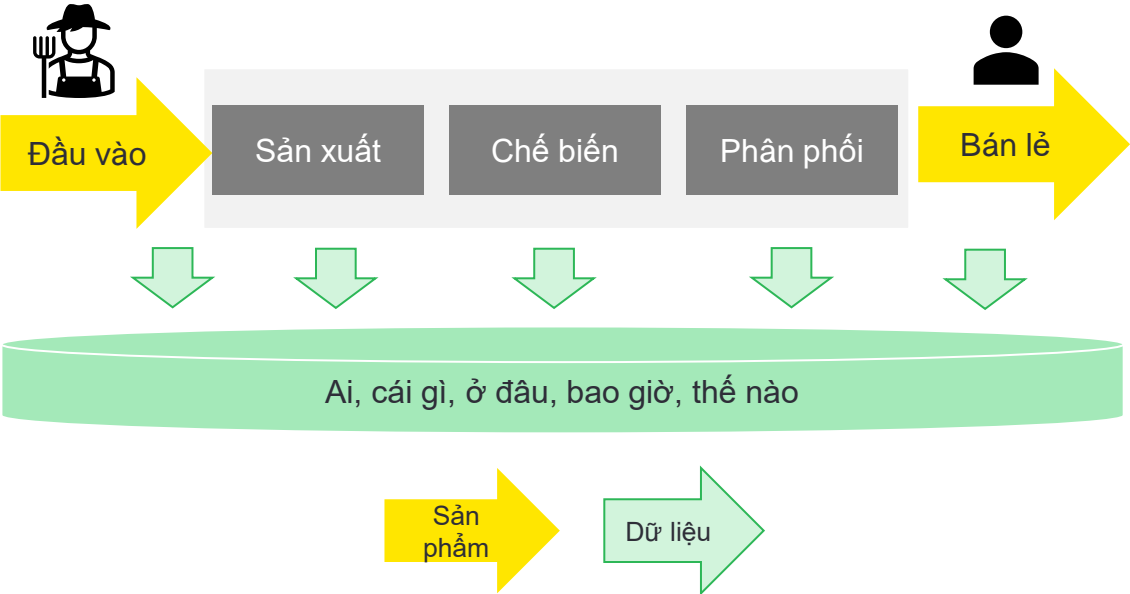 Đầu vào
Sản xuất
Chế biến
Phân phối
Bán lẻ
Ai, cái gì, ở đâu, bao giờ, thế nào
Sản
phẩm
Dữ liệu